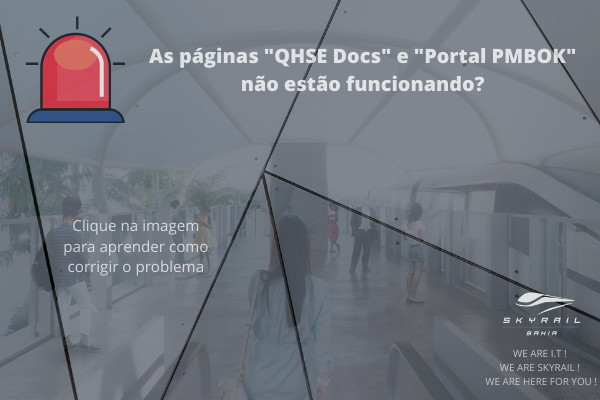 As páginas "QHSE Docs" e "Portal PMBOK"
não estão funcionando?
Clique na imagem
para aprender como
corrigir o problema
SKYRAIL
BAHIA
WE ARE I.T !
WE ARE SKYRAIL !
WE ARE HERE FOR YOU !